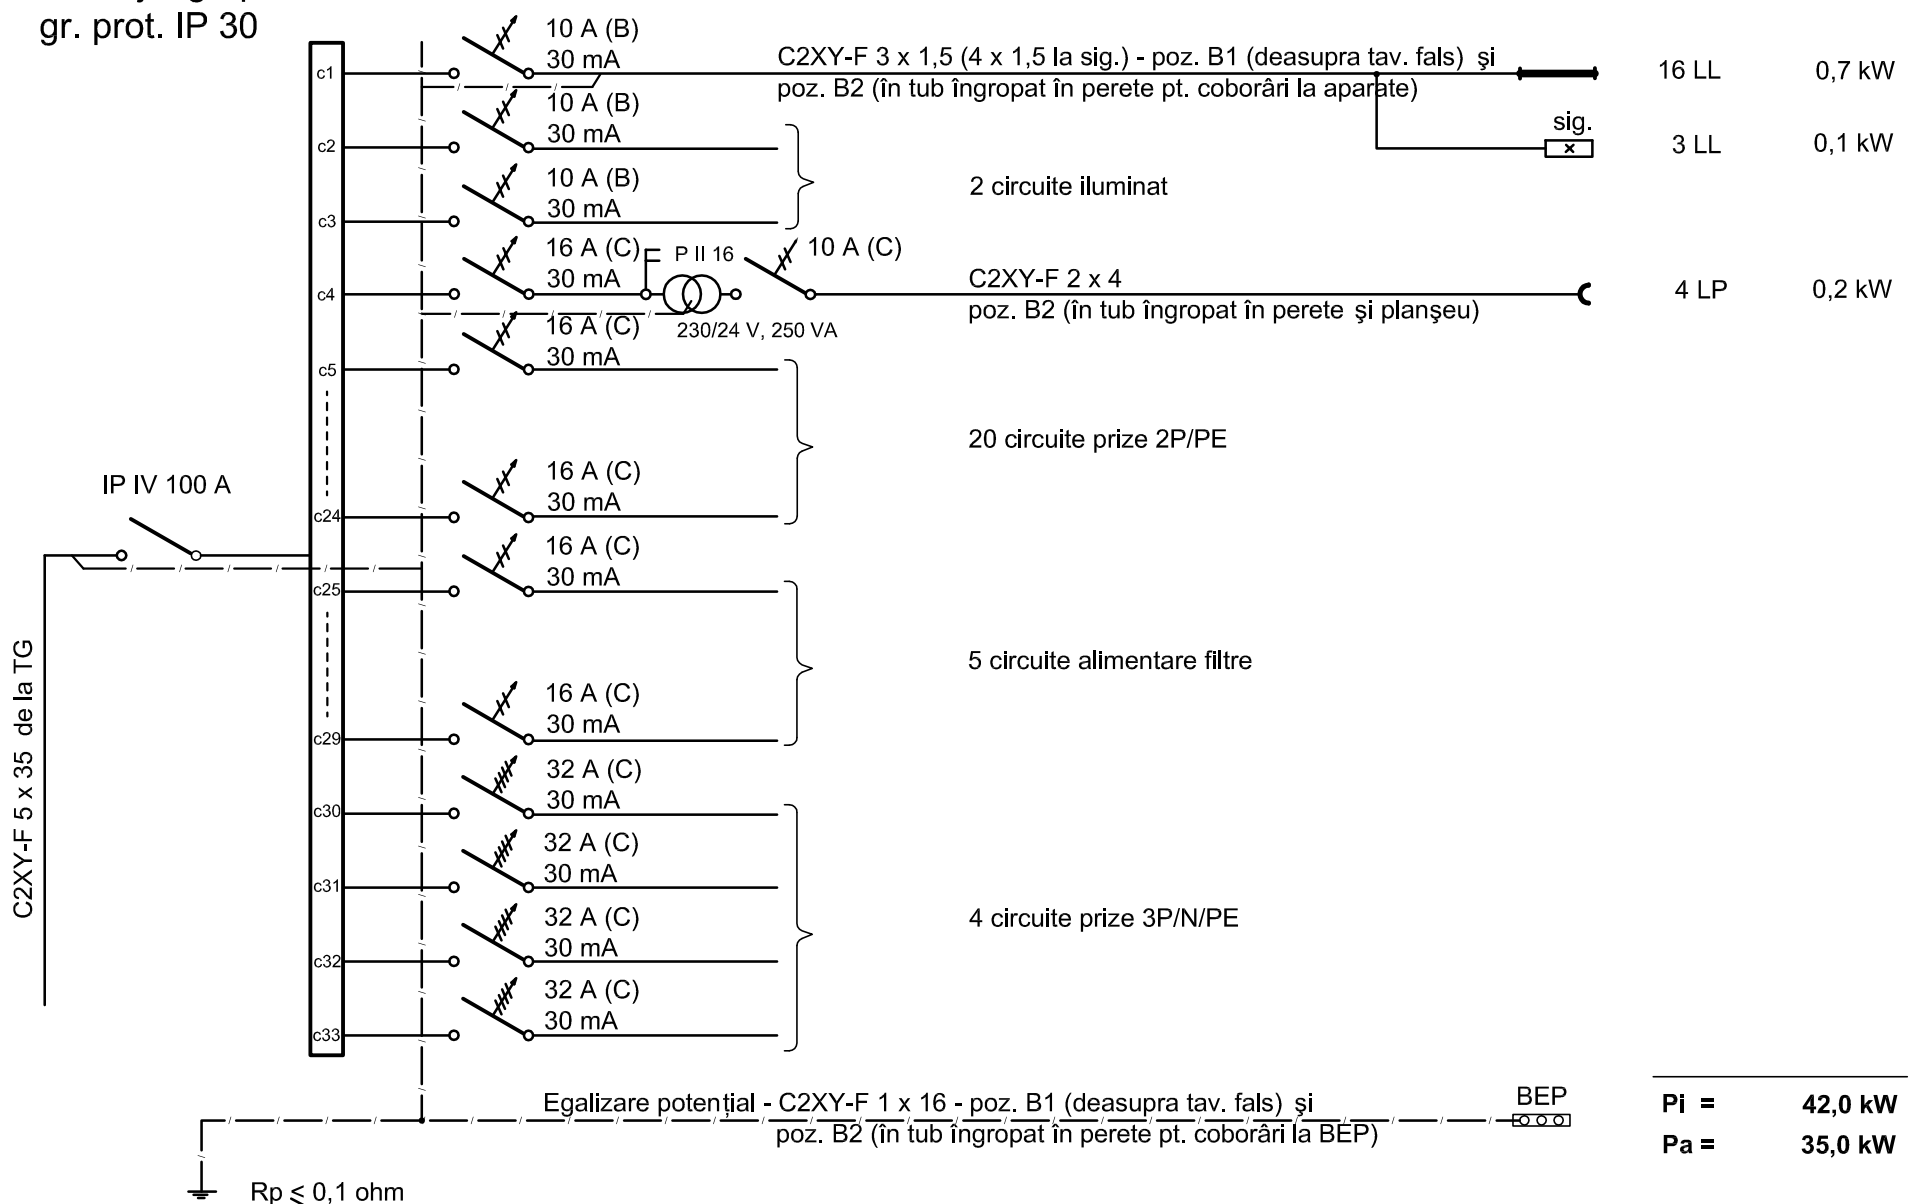 gr. prot. IP 30
10 A (B)
30 mA
c1
C2XY-F 3 x 1,5 (4 x 1,5 la sig.) - poz. B1 (deasupra tav. fals) şi
poz. B2 (în tub îngropat în perete pt. coborâri la aparate)
16 LL
0,7 kW
10 A (B)
30 mA
c2
sig.
3 LL
0,1 kW
10 A (B)
30 mA
c3
2 circuite iluminat
16 A (C)
30 mA
c4
P II 16
230/24 V, 250 VA
10 A (C)
C2XY-F 2 x 4
poz. B2 (în tub îngropat în perete şi planşeu)
4 LP
0,2 kW
16 A (C)
30 mA
c5
20 circuite prize 2P/PE
16 A (C)
30 mA
c24
IP IV 100 A
16 A (C)
30 mA
c25
5 circuite alimentare filtre
16 A (C)
30 mA
c29
C2XY-F 5 x 35 de la TG
32 A (C)
30 mA
c30
32 A (C)
30 mA
c31
4 circuite prize 3P/N/PE
32 A (C)
30 mA
c32
32 A (C)
30 mA
c33
Egalizare potenţial - C2XY-F 1 x 16 - poz. B1 (deasupra tav. fals) şi
poz. B2 (în tub îngropat în perete pt. coborâri la BEP)
BEP
Pi = 42,0 kW
Pa = 35,0 kW
Rp ≤ 0,1 ohm